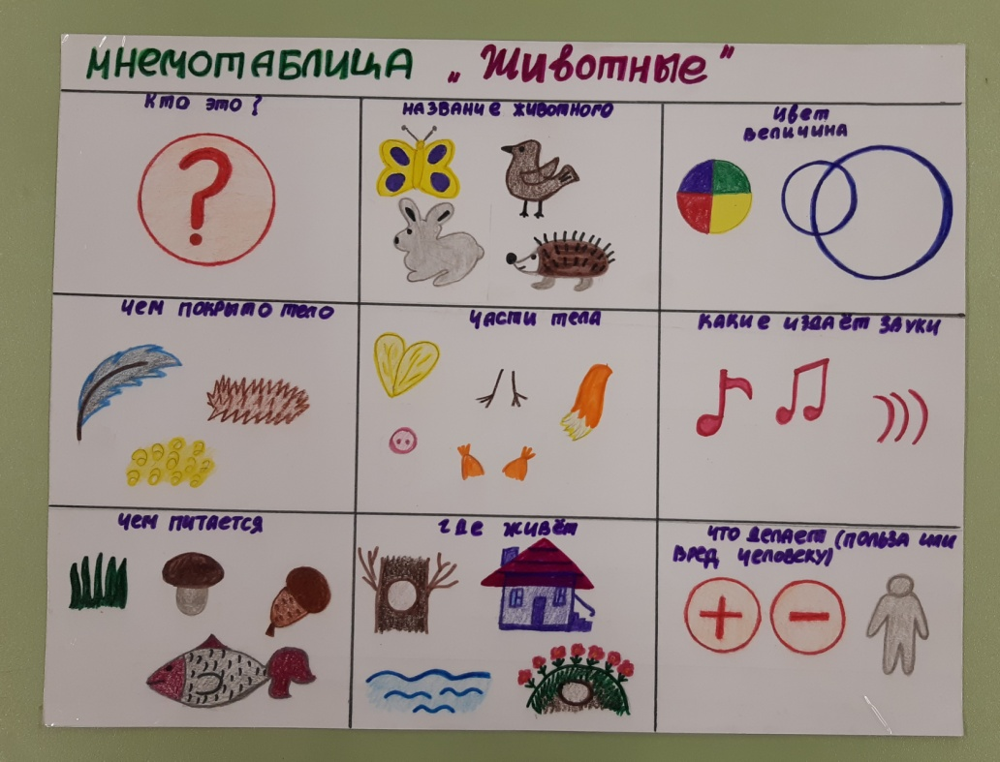 Мнемотаблица „Животные"
Кто это?
название животного
цвет
величина
чем покрыто тело
части тела
какие издаёт звуки
чем питается
где живёт
что делает (польза или
вред человеку)